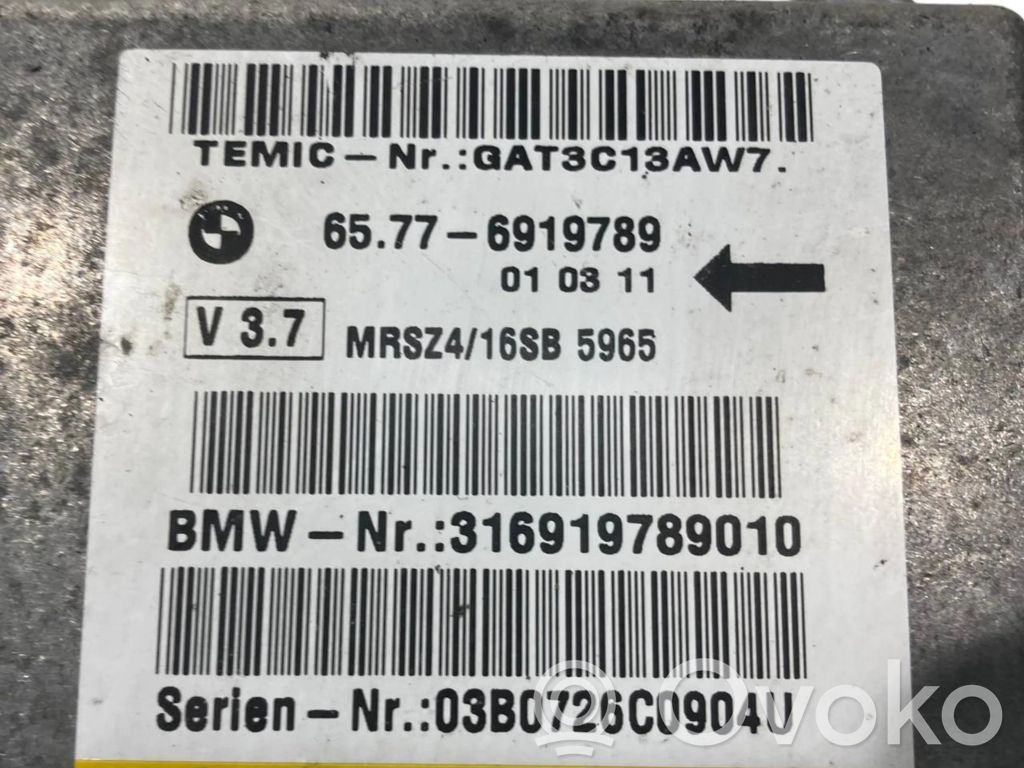 TEMIC-Nr.:GAT3C13AW7.
65.77-6919789
01 03 11
V 3.7
MRSZ4/16SB 5965
BMW-Nr.:316919789010
Serien-Nr.:03B0726C0904U
Ovoko